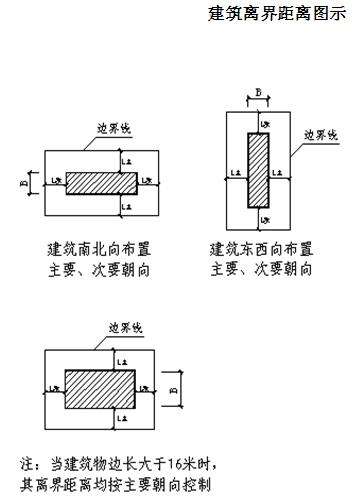 建筑离界距离图示
边界线
B
L主
L次
L次
L主
建筑南北向布置
主要、次要朝向
B
边界线
L次
L主
L主
L次
建筑东西向布置
主要、次要朝向
边界线
L主
L次
L次
B
L主
注：当建筑物边长大于16米时，
其离界距离均按主要朝向控制